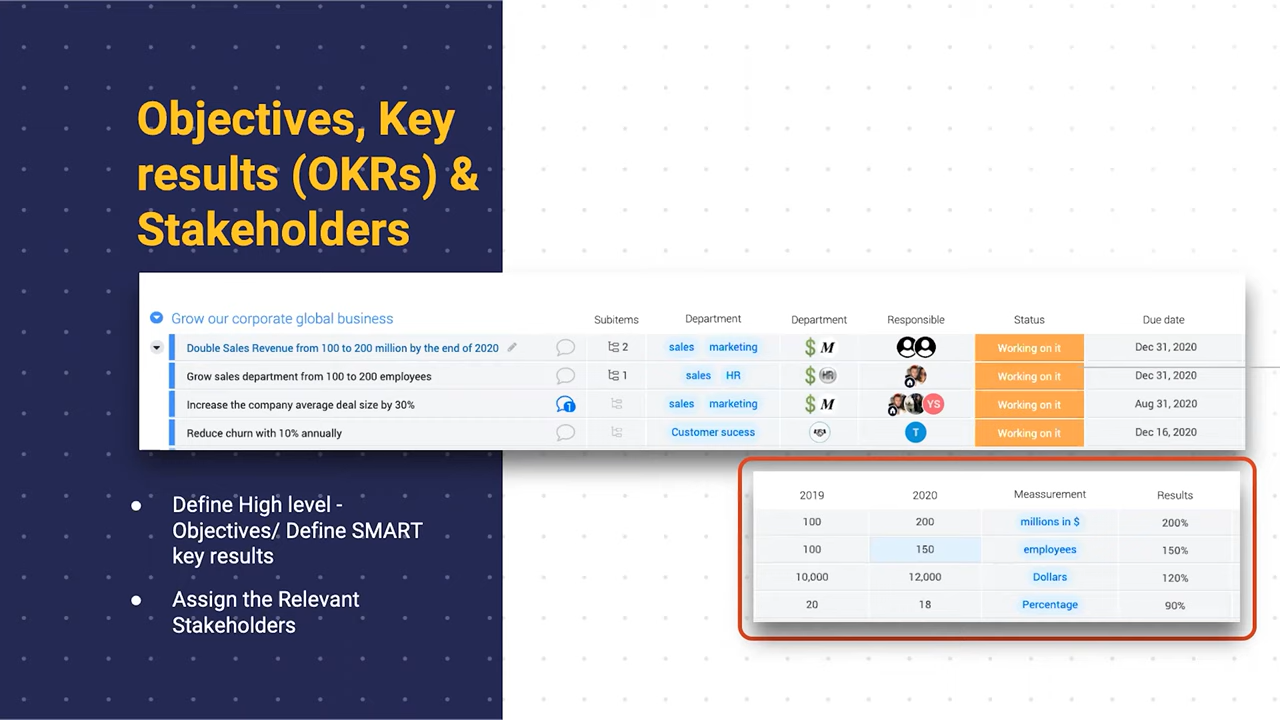 Objectives, Key
results (OKRs) &
Stakeholders
Grow our corporate global business Subitems Department Department Responsible Status Due date
Double Sales Revenue from 100 to 200 million by the end of 2020 2 sales marketing $ M Working on it Dec 31, 2020
Grow sales department from 100 to 200 employees 1 sales HR $ HR Working on it Dec 31, 2020
Increase the company average deal size by 30% 1 sales marketing $ M YS Working on it Aug 31, 2020
Reduce churn with 10% annually Customer sucess T Working on it Dec 16, 2020
2019 2020 Meassurement Results
100 200 millions in $ 200%
100 150 employees 150%
10,000 12,000 Dollars 120%
20 18 Percentage 90%
● Define High level -
Objectives/ Define SMART
key results
● Assign the Relevant
Stakeholders